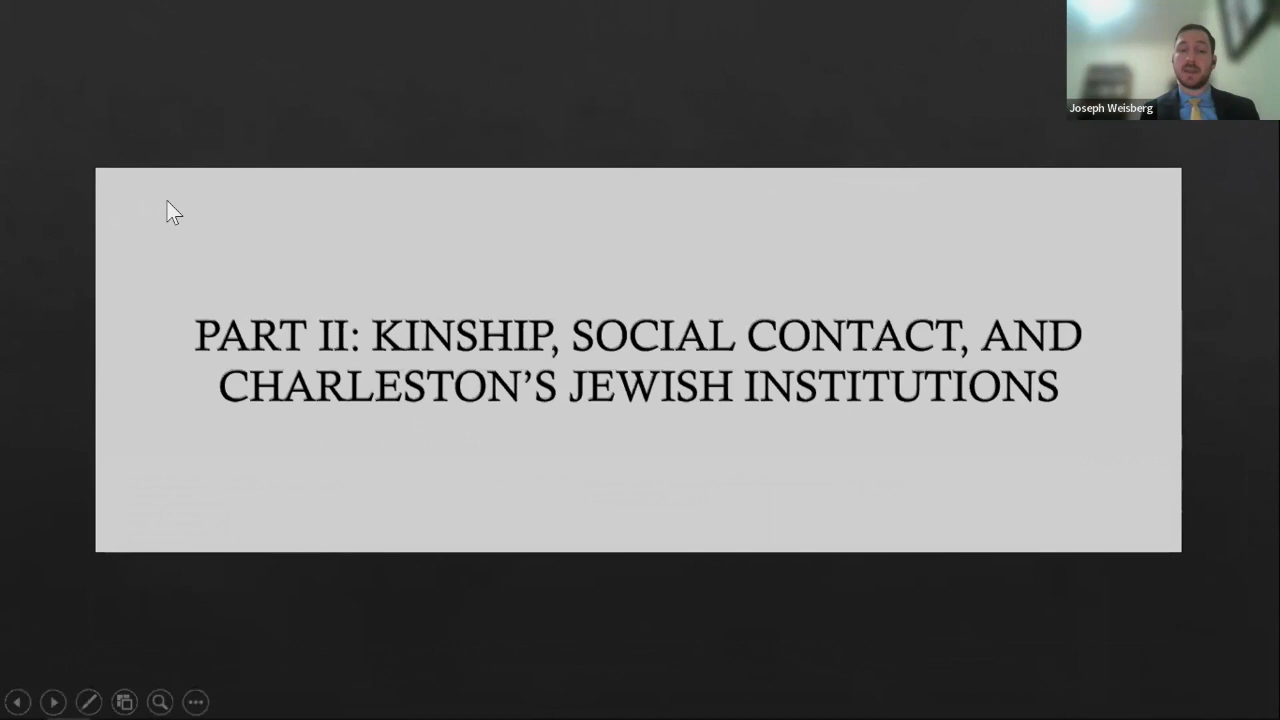 Joseph Weisberg
PART II: KINSHIP, SOCIAL CONTACT, AND
CHARLESTON’S JEWISH INSTITUTIONS